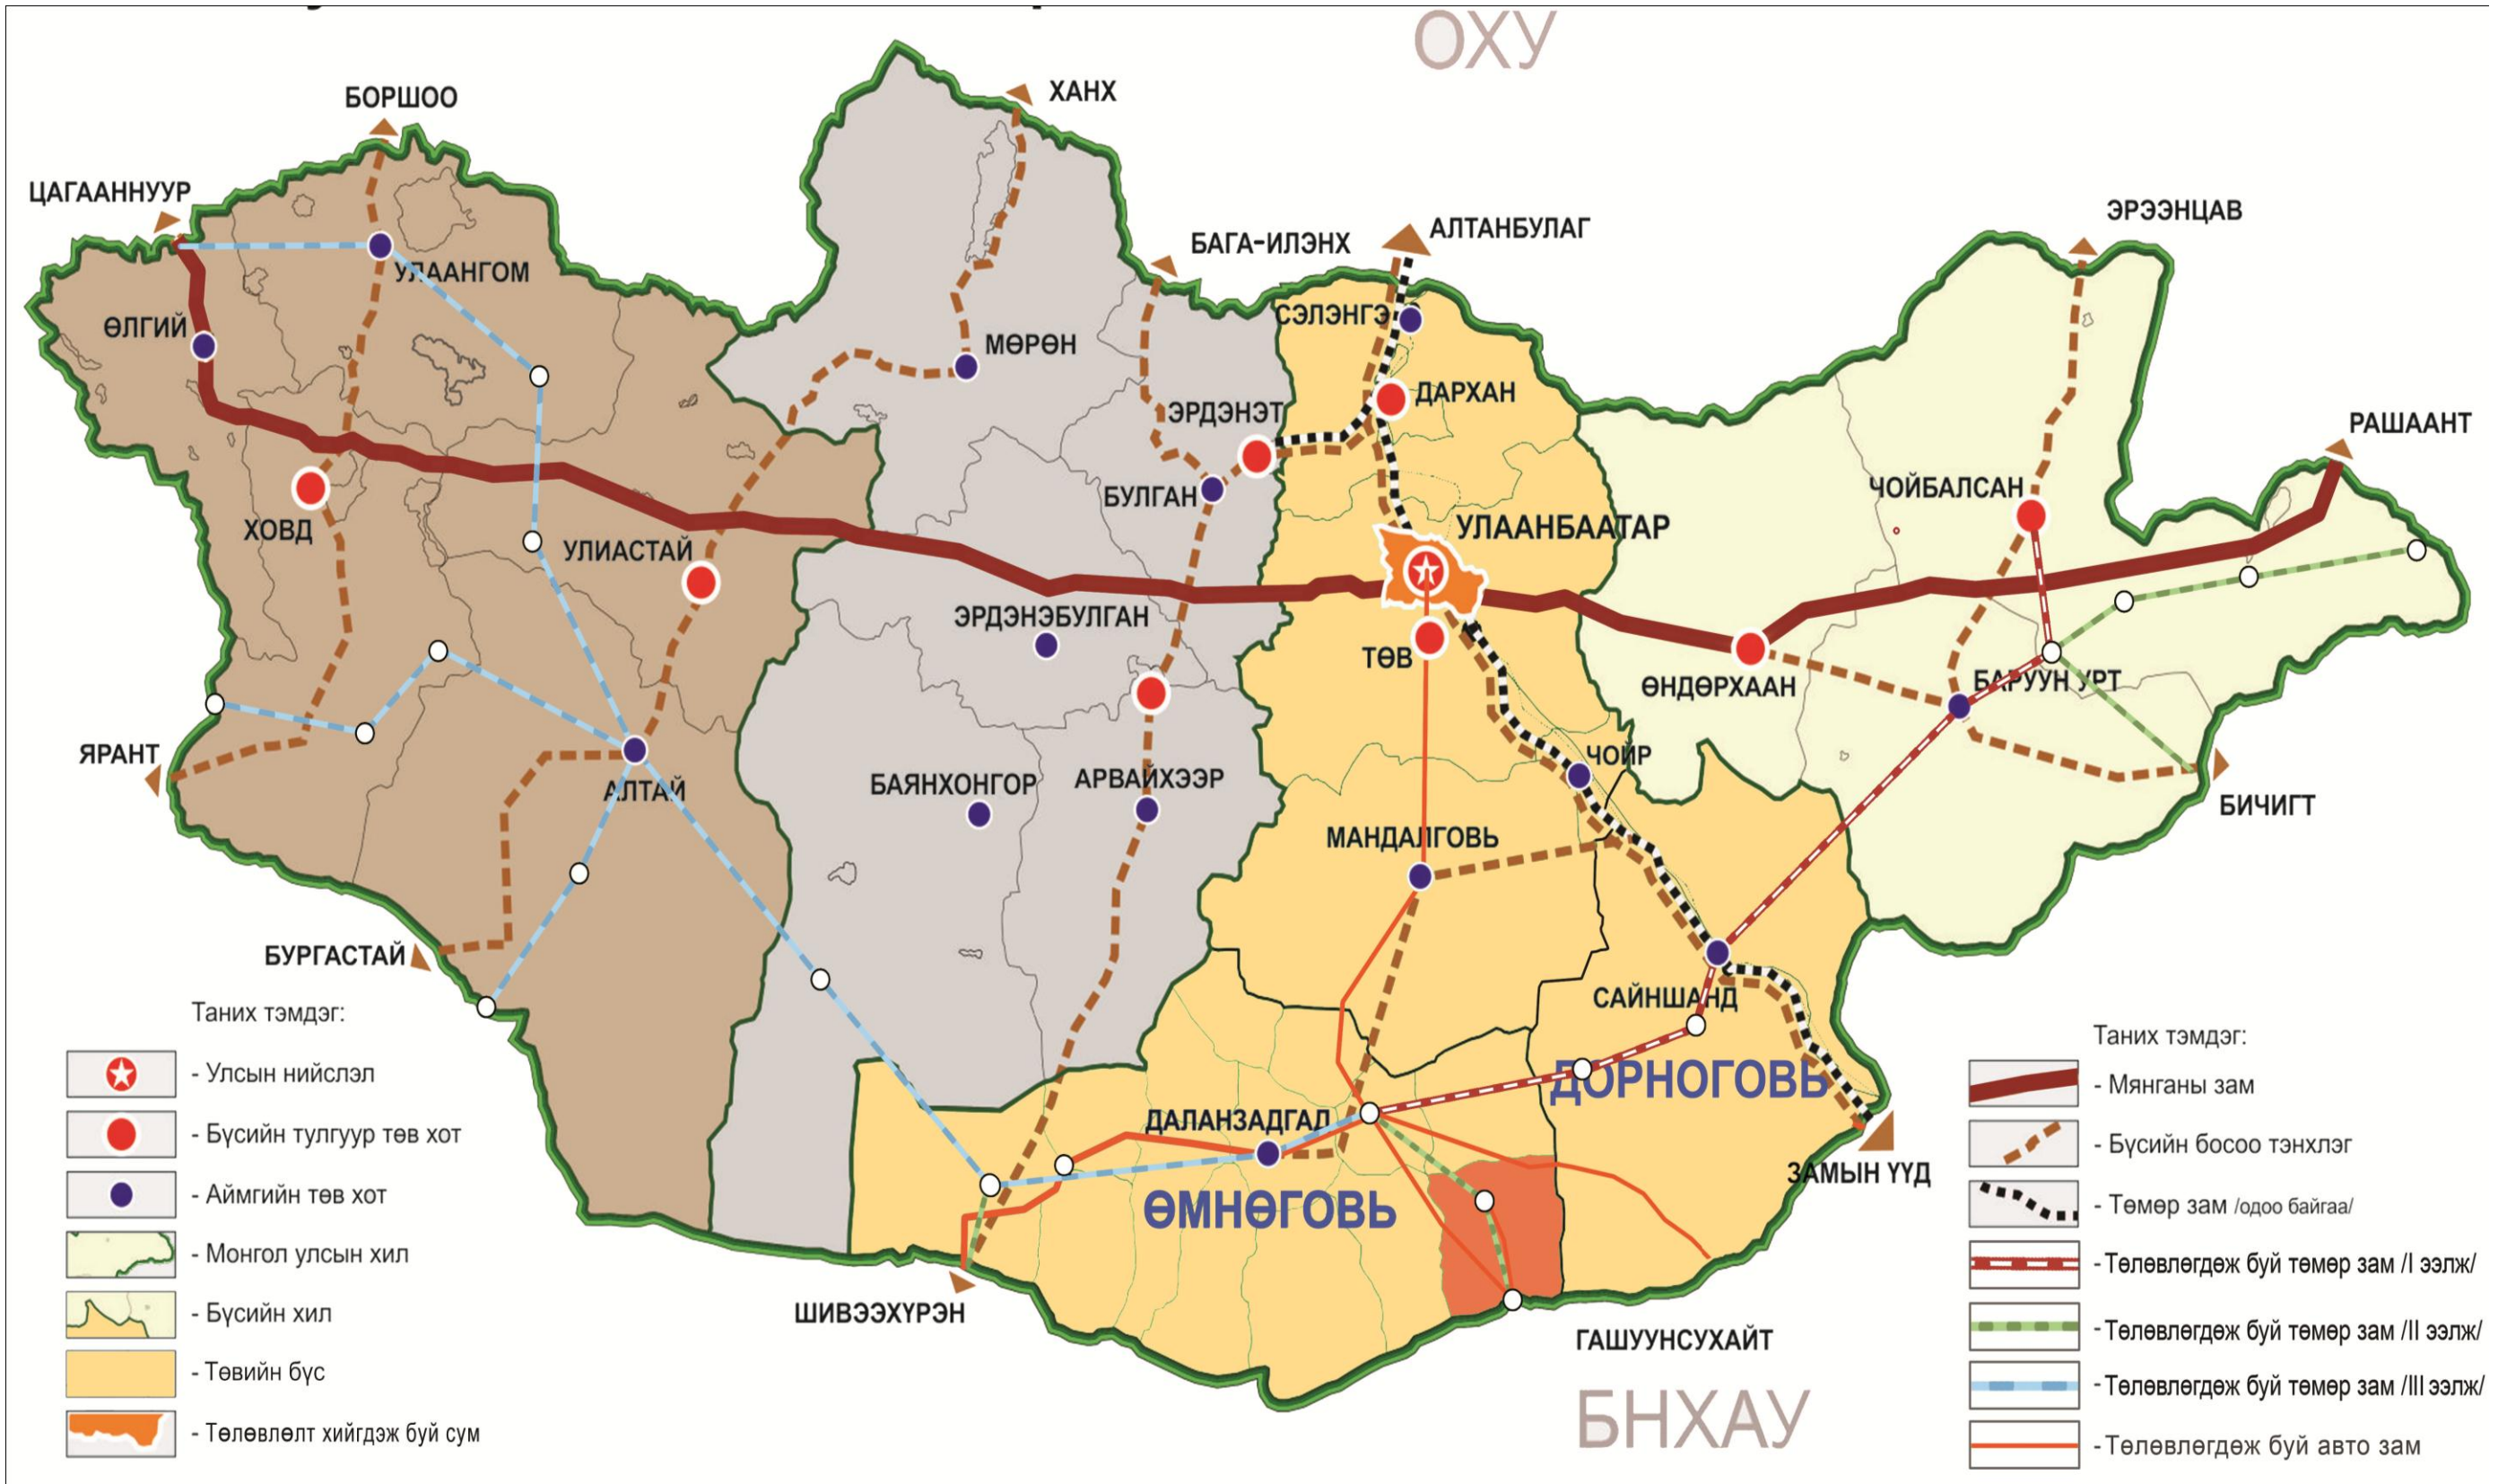 ОХУ
ХАНХ
БОРШОО
ЦАГААННУУР
ЭРЭЭНЦАВ
АЛТАНБУЛАГ
БАГА-ИЛЭНХ
УЛААНГОМ
СЭЛЭНГЭ
ӨЛГИЙ
МӨРӨН
ДАРХАН
ЭРДЭНЭТ
РАШААНТ
ЧОЙБАЛСАН
БУЛГАН
ХОВД
УЛААНБААТАР
УЛИАСТАЙ
ЭРДЭНЭБУЛГАН
ТӨВ
ӨНДӨРХААН
БАРУУН УРТ
ЯРАНТ
ЧОЙР
БАЯНХОНГОР
АРВАЙХЭЭР
АЛТАЙ
БИЧИГТ
МАНДАЛГОВЬ
БУРГАСТАЙ
САЙНШАНД
ДОРНОГОВЬ
ДАЛАНЗАДГАД
ЗАМЫН ҮҮД
ӨМНӨГОВЬ
ШИВЭЭХҮРЭН
ГАШУУНСУХАЙТ
БНХАУ
Таних тэмдэг:
- Улсын нийслэл
- Бүсийн тулгуур төв хот
- Аймгийн төв хот
- Монгол улсын хил
- Бүсийн хил
- Төвийн бүс
- Төлөвлөлт хийгдэж буй сум
Таних тэмдэг:
- Мянганы зам
- Бүсийн босоо тэнхлэг
- Төмөр зам /одоо байгаа/
- Төлөвлөгдөж буй төмөр зам /I ээлж/
- Төлөвлөгдөж буй төмөр зам /II ээлж/
- Төлөвлөгдөж буй төмөр зам /III ээлж/
- Төлөвлөгдөж буй авто зам